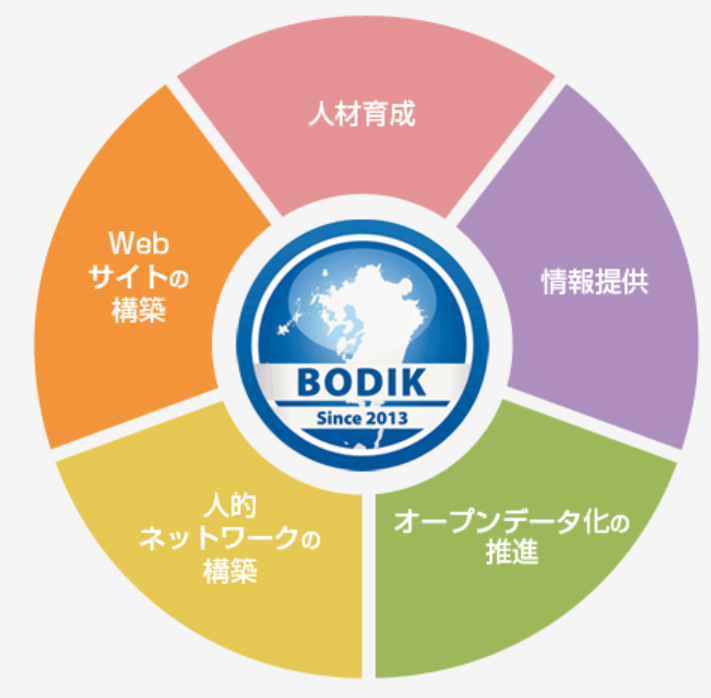 人材育成
情報提供
オープンデータ化の
推進
人的
ネットワークの
構築
Web
サイトの
構築
BODIK
Since 2013